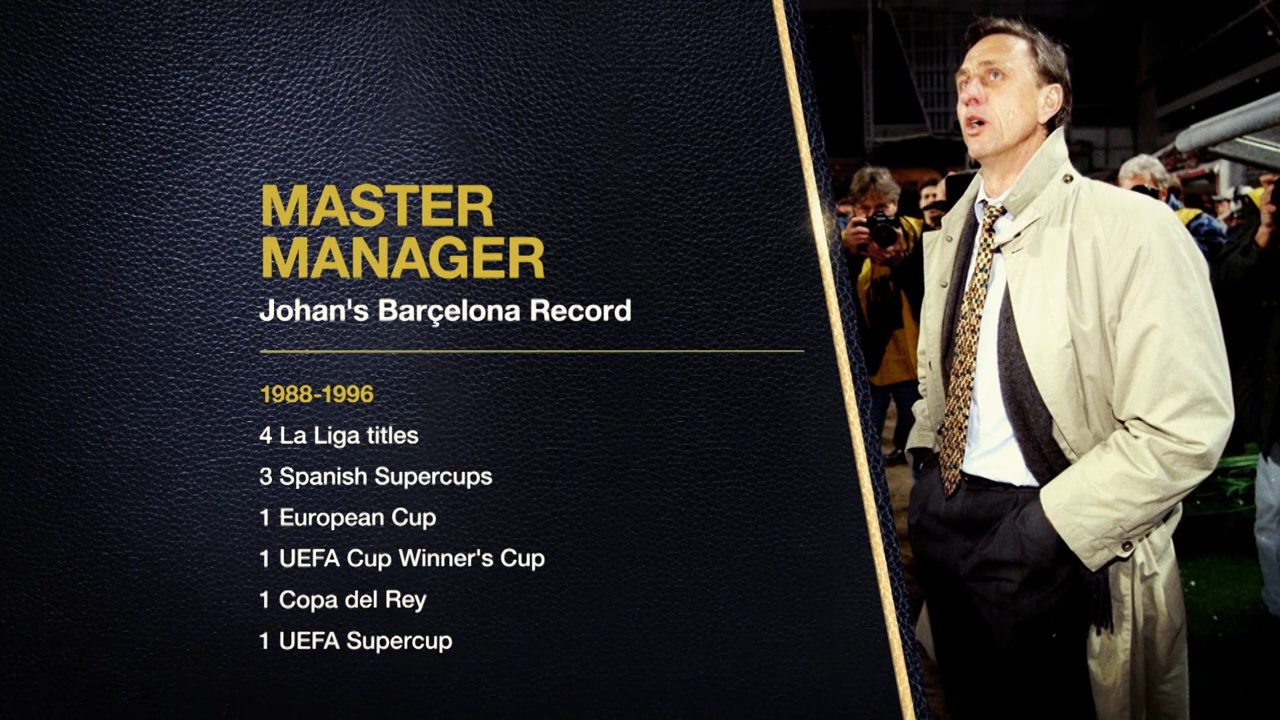 MASTER
MANAGER
Johan's Barçelona Record
1988-1996
4 La Liga titles
3 Spanish Supercups
1 European Cup
1 UEFA Cup Winner's Cup
1 Copa del Rey
1 UEFA Supercup